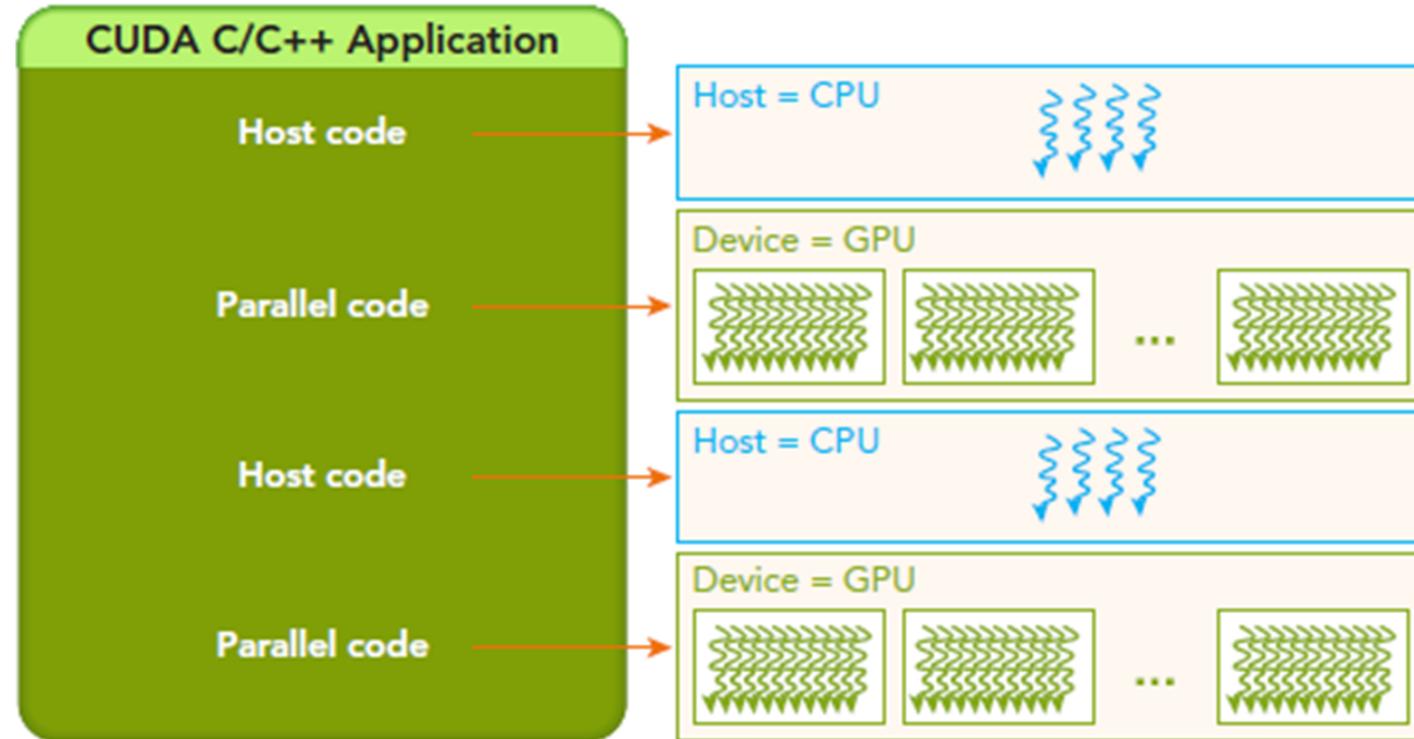 CUDA C/C++ Application
Host code
Host = CPU
Parallel code
Device = GPU
...
Host code
Host = CPU
Parallel code
Device = GPU
...